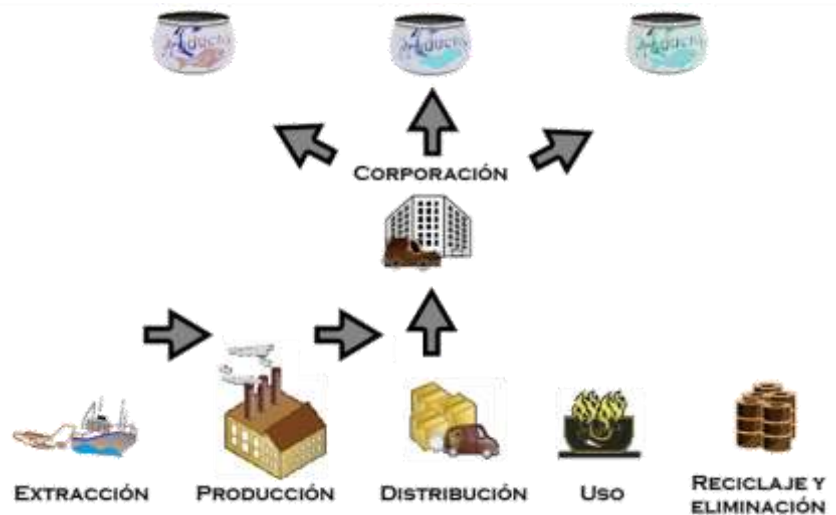 CORPORACIÓN
EXTRACCIÓN
PRODUCCIÓN
DISTRIBUCIÓN
USO
RECICLAJE Y
ELIMINACIÓN